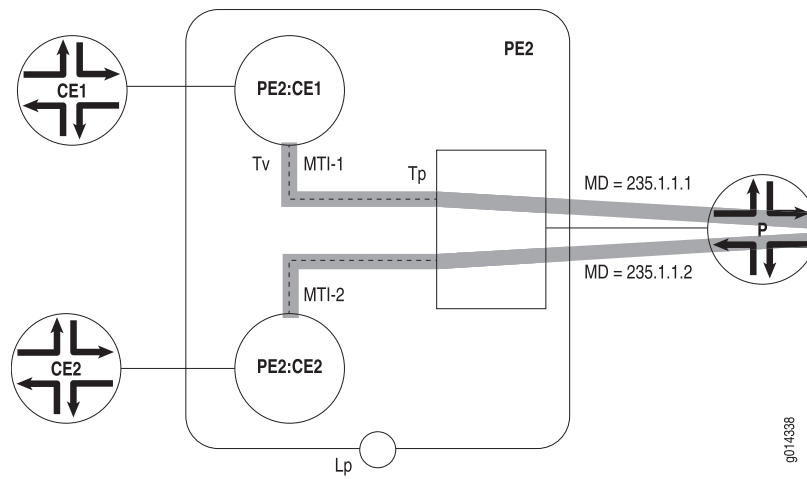 PE2
CE1
PE2:CE1
Tv
MTI-1
Tp
MD = 235.1.1.1
P
MD = 235.1.1.2
MTI-2
CE2
PE2:CE2
Lp
g014338